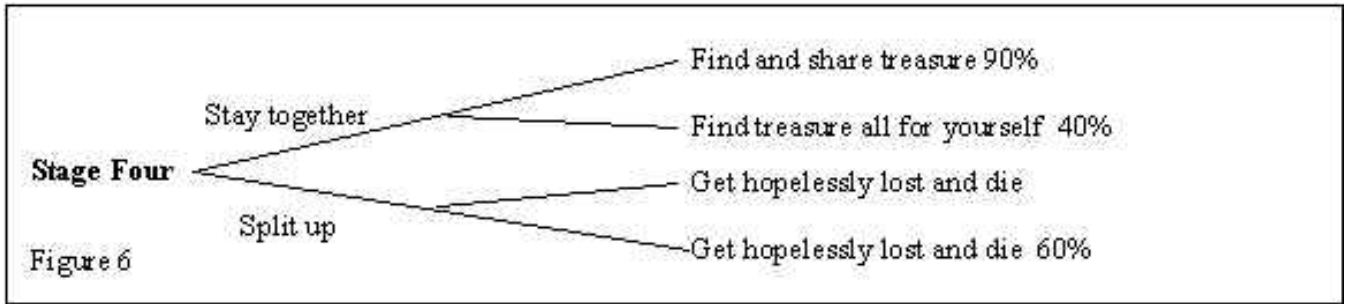 Find and share treasure 90%
Stay together
Find treasure all for yourself 40%
Stage Four
Get hopelessly lost and die
Split up
Get hopelessly lost and die 60%
Figure 6